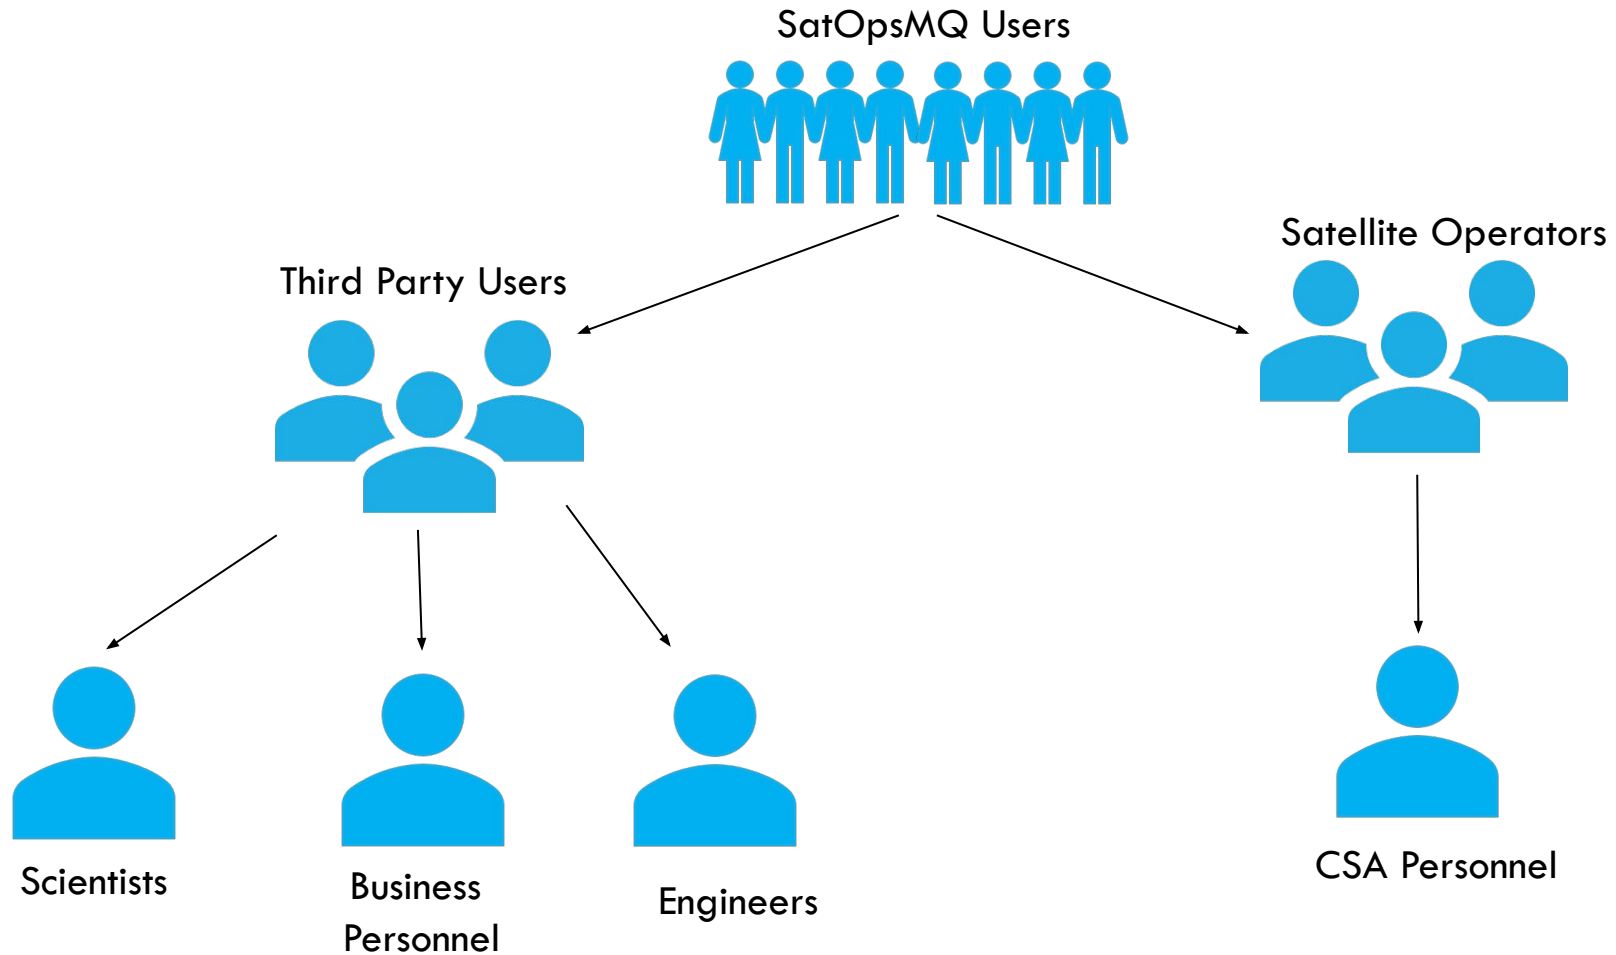 SatOpsMQ Users
Satellite Operators
Third Party Users
Scientists
Business
Personnel
Engineers
CSA Personnel